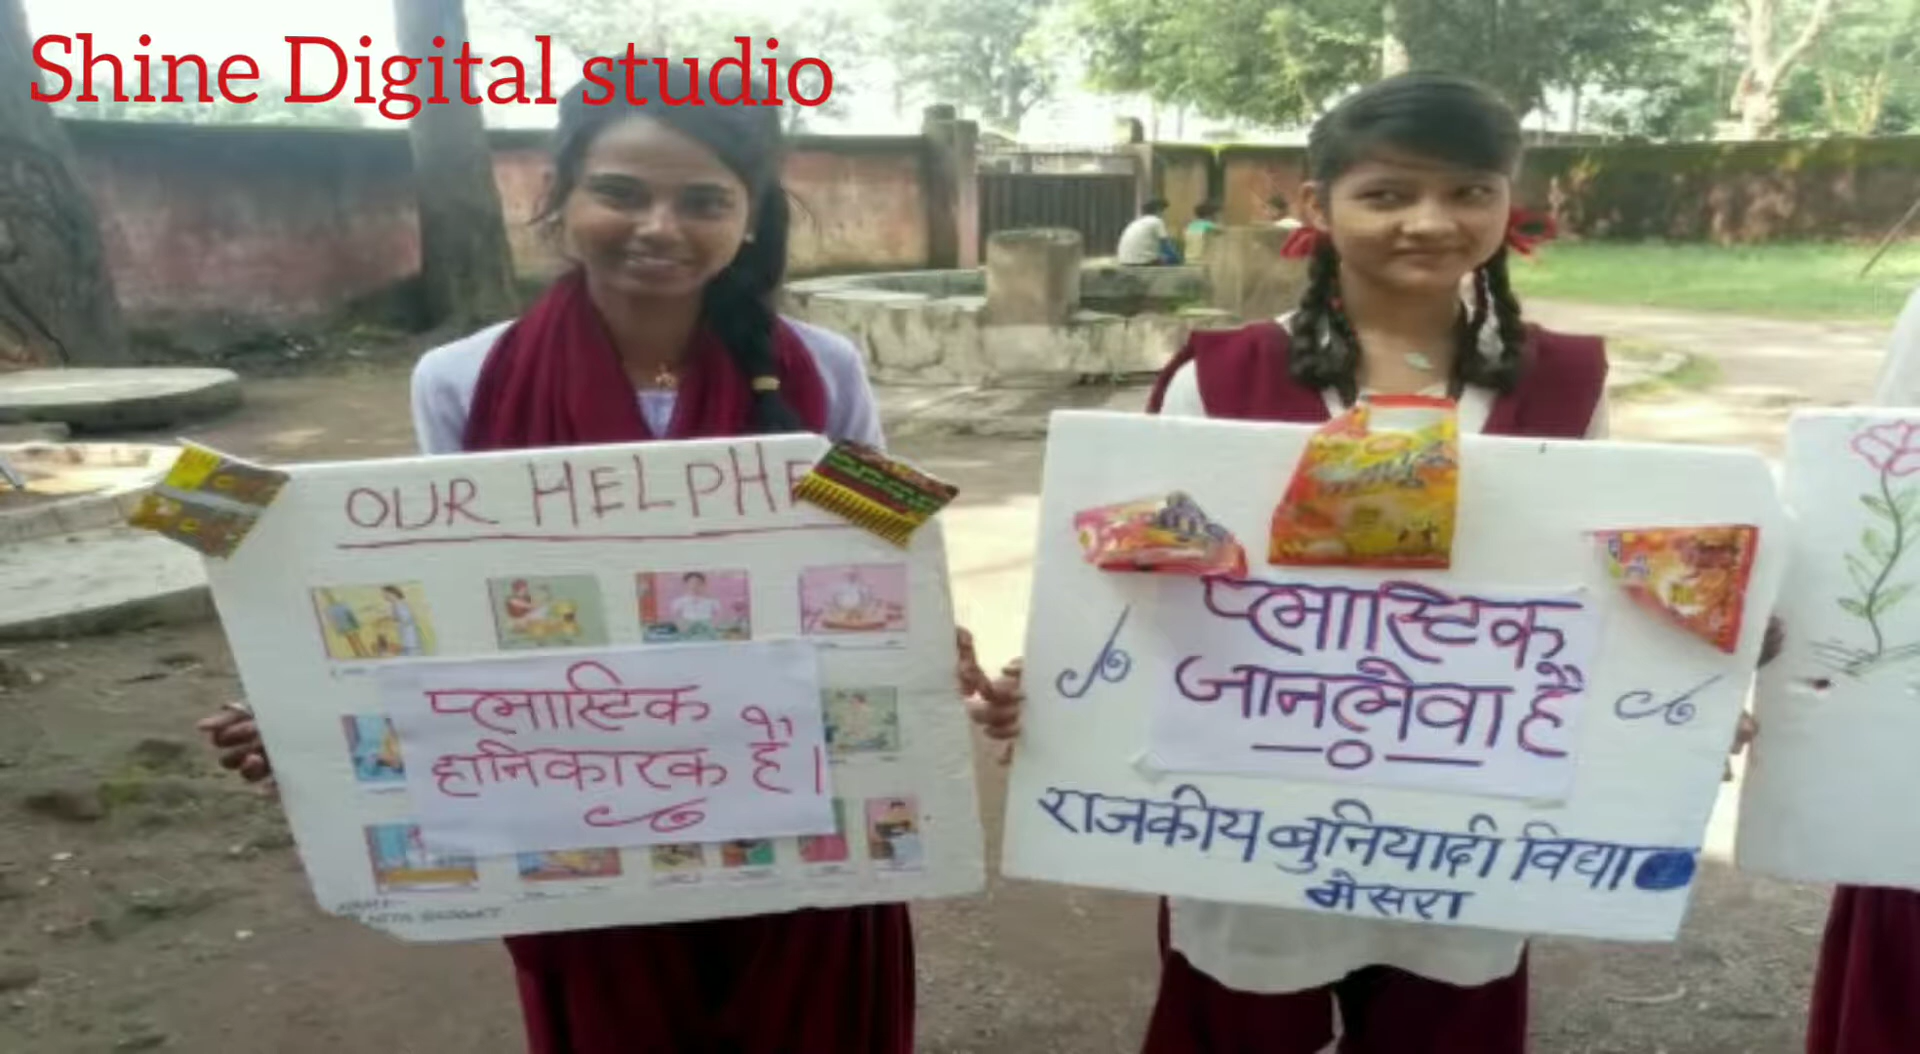 Shine Digital studio
OUR HELPHE
प्लास्टिक
हानिकारक है।
प्लास्टिक
जानलेवा है
राजकीय बुनियादी विद्या
मेसरा